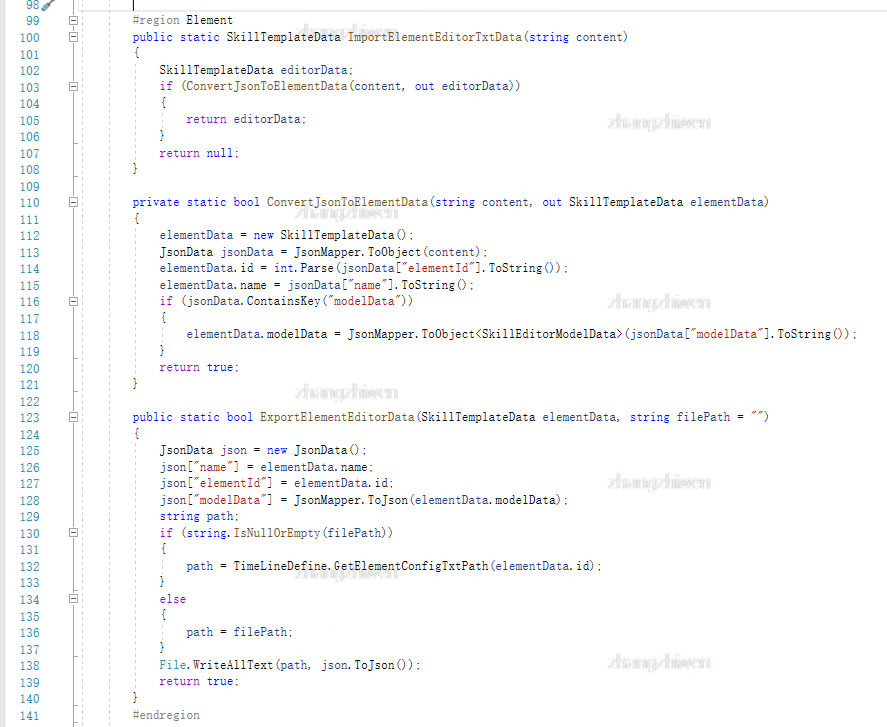 98
99 #region Element
100 public static SkillTemplateData ImportElementEditorTxtData(string content)
101 {
102 SkillTemplateData editorData;
103 if (ConvertJsonToElementData(content, out editorData))
104 {
105 return editorData;
106 }
107 return null;
108 }
109
110 private static bool ConvertJsonToElementData(string content, out SkillTemplateData elementData)
111 {
112 elementData = new SkillTemplateData();
113 JsonData jsonData = JsonMapper.ToObject(content);
114 elementData.id = int.Parse(jsonData["elementId"].ToString());
115 elementData.name = jsonData["name"].ToString();
116 if (jsonData.ContainsKey("modelData"))
117 {
118 elementData.modelData = JsonMapper.ToObject<SkillEditorModelData>(jsonData["modelData"].ToString());
119 }
120 return true;
121 }
122
123 public static bool ExportElementEditorData(SkillTemplateData elementData, string filePath = "")
124 {
125 JsonData json = new JsonData();
126 json["name"] = elementData.name;
127 json["elementId"] = elementData.id;
128 json["modelData"] = JsonMapper.ToJson(elementData.modelData);
129 string path;
130 if (string.IsNullOrEmpty(filePath))
131 {
132 path = TimeLineDefine.GetElementConfigTxtPath(elementData.id);
133 }
134 else
135 {
136 path = filePath;
137 }
138 File.WriteAllText(path, json.ToJson());
139 return true;
140 }
141 #endregion